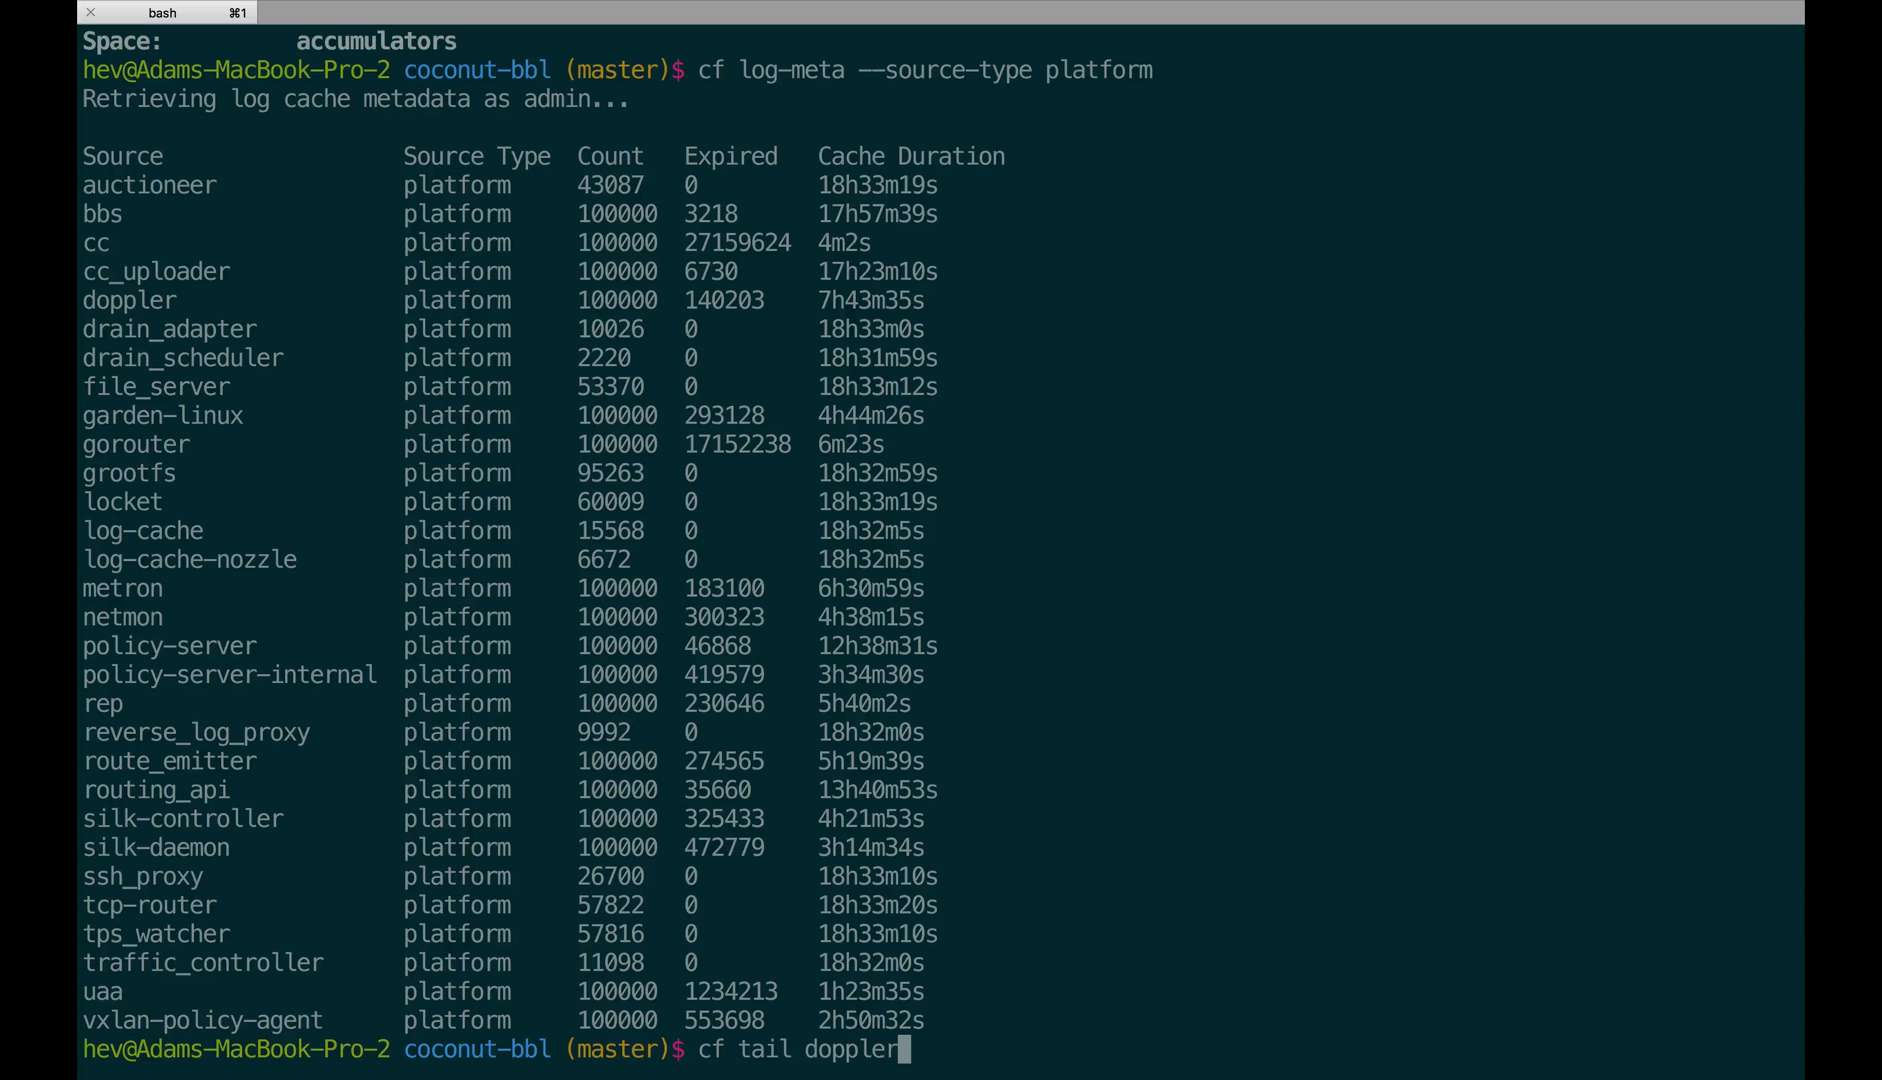 × bash ⌘1
Space: accumulators
hev@Adams-MacBook-Pro-2 coconut-bbl (master)$ cf log-meta --source-type platform
Retrieving log cache metadata as admin...
Source Source Type Count Expired Cache Duration
auctioneer platform 43087 0 18h33m19s
bbs platform 100000 3218 17h57m39s
cc platform 100000 27159624 4m2s
cc_uploader platform 100000 6730 17h23m10s
doppler platform 100000 140203 7h43m35s
drain_adapter platform 10026 0 18h33m0s
drain_scheduler platform 2220 0 18h31m59s
file_server platform 53370 0 18h33m12s
garden-linux platform 100000 293128 4h44m26s
gorouter platform 100000 17152238 6m23s
grootfs platform 95263 0 18h32m59s
locket platform 60009 0 18h33m19s
log-cache platform 15568 0 18h32m5s
log-cache-nozzle platform 6672 0 18h32m5s
metron platform 100000 183100 6h30m59s
netmon platform 100000 300323 4h38m15s
policy-server platform 100000 46868 12h38m31s
policy-server-internal platform 100000 419579 3h34m30s
rep platform 100000 230646 5h40m2s
reverse_log_proxy platform 9992 0 18h32m0s
route_emitter platform 100000 274565 5h19m39s
routing_api platform 100000 35660 13h40m53s
silk-controller platform 100000 325433 4h21m53s
silk-daemon platform 100000 472779 3h14m34s
ssh_proxy platform 26700 0 18h33m10s
tcp-router platform 57822 0 18h33m20s
tps_watcher platform 57816 0 18h33m10s
traffic_controller platform 11098 0 18h32m0s
uaa platform 100000 1234213 1h23m35s
vxlan-policy-agent platform 100000 553698 2h50m32s
hev@Adams-MacBook-Pro-2 coconut-bbl (master)$ cf tail doppler